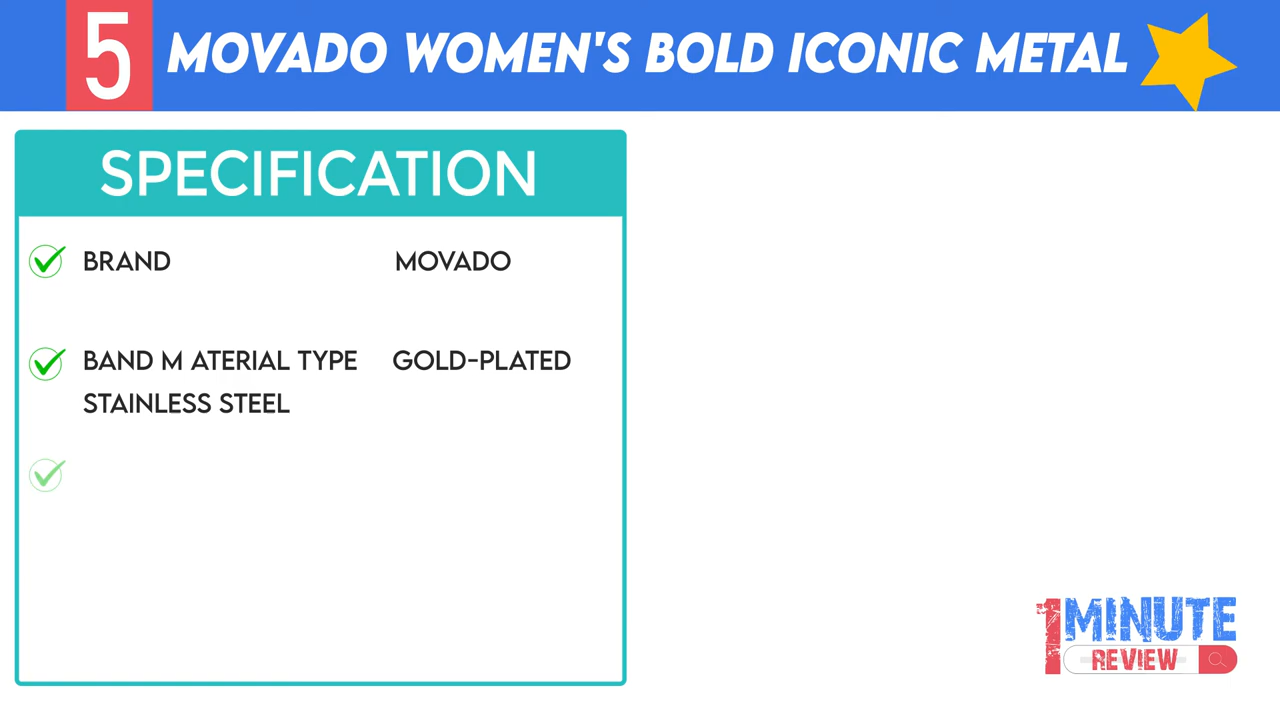 5 MOVADO WOMEN'S BOLD ICONIC METAL
SPECIFICATION
BRAND MOVADO
BAND M ATERIAL TYPE GOLD-PLATED
STAINLESS STEEL
1MINUTE
REVIEW